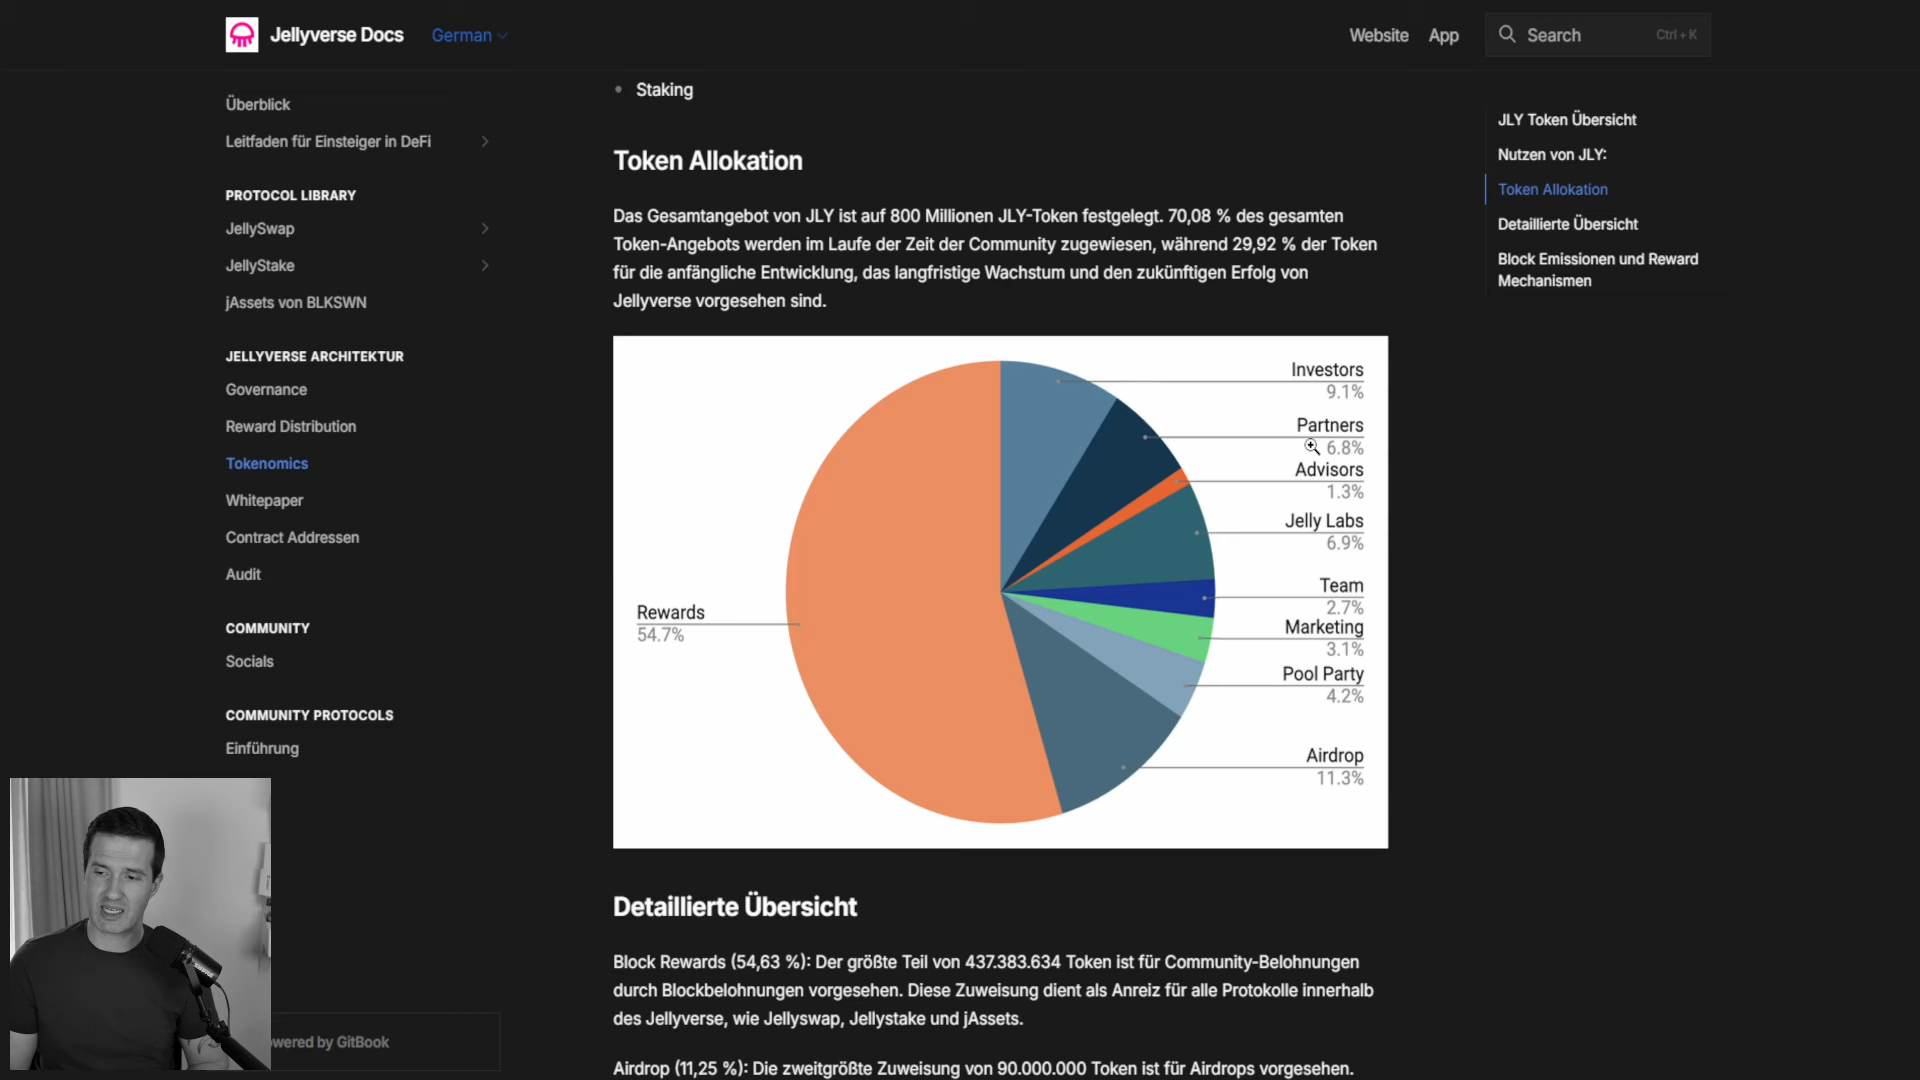 Jellyverse Docs
German
Website
App
Search
Ctrl + K
Überblick
Leitfaden für Einsteiger in DeFi
PROTOCOL LIBRARY
JellySwap
JellyStake
jAssets von BLKSWN
JELLYVERSE ARCHITEKTUR
Governance
Reward Distribution
Tokenomics
Whitepaper
Contract Addressen
Audit
COMMUNITY
Socials
COMMUNITY PROTOCOLS
Einführung
wered by GitBook
• Staking
Token Allokation
Das Gesamtangebot von JLY ist auf 800 Millionen JLY-Token festgelegt. 70,08 % des gesamten
Token-Angebots werden im Laufe der Zeit der Community zugewiesen, während 29,92 % der Token
für die anfängliche Entwicklung, das langfristige Wachstum und den zukünftigen Erfolg von
Jellyverse vorgesehen sind.
Investors
9.1%
Partners
6.8%
Advisors
1.3%
Jelly Labs
6.9%
Team
2.7%
Marketing
3.1%
Pool Party
4.2%
Airdrop
11.3%
Rewards
54.7%
Detaillierte Übersicht
Block Rewards (54,63 %): Der größte Teil von 437.383.634 Token ist für Community-Belohnungen
durch Blockbelohnungen vorgesehen. Diese Zuweisung dient als Anreiz für alle Protokolle innerhalb
des Jellyverse, wie Jellyswap, Jellystake und jAssets.
Airdrop (11,25 %): Die zweitgrößte Zuweisung von 90.000.000 Token ist für Airdrops vorgesehen.
JLY Token Übersicht
Nutzen von JLY:
Token Allokation
Detaillierte Übersicht
Block Emissionen und Reward
Mechanismen